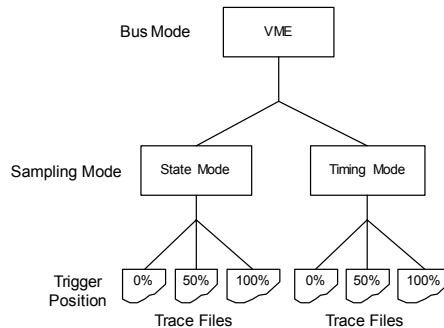 Bus Mode
VME
Sampling Mode
State Mode
Timing Mode
Trigger
Position
0%
50%
100%
0%
50%
100%
Trace Files
Trace Files